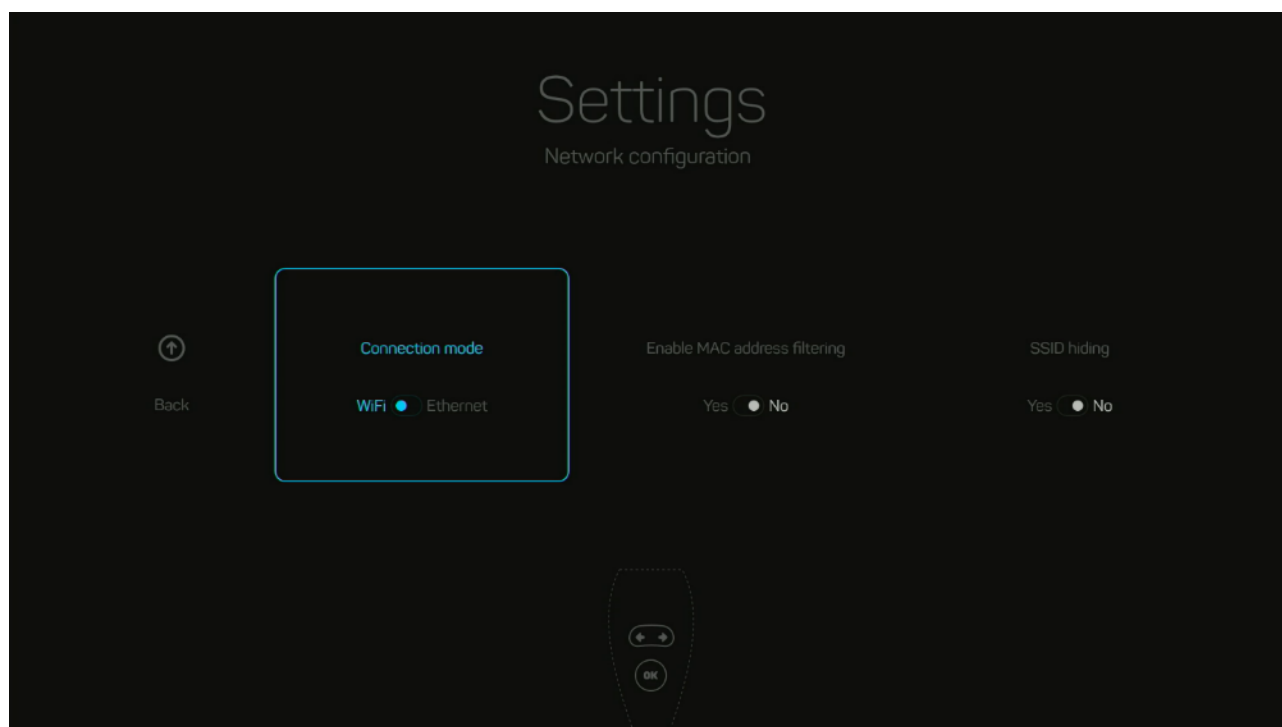 Settings
Network configuration
Connection mode
Enable MAC address filtering
SSID hiding
Back
WiFi Ethernet
Yes No
Yes No
OK